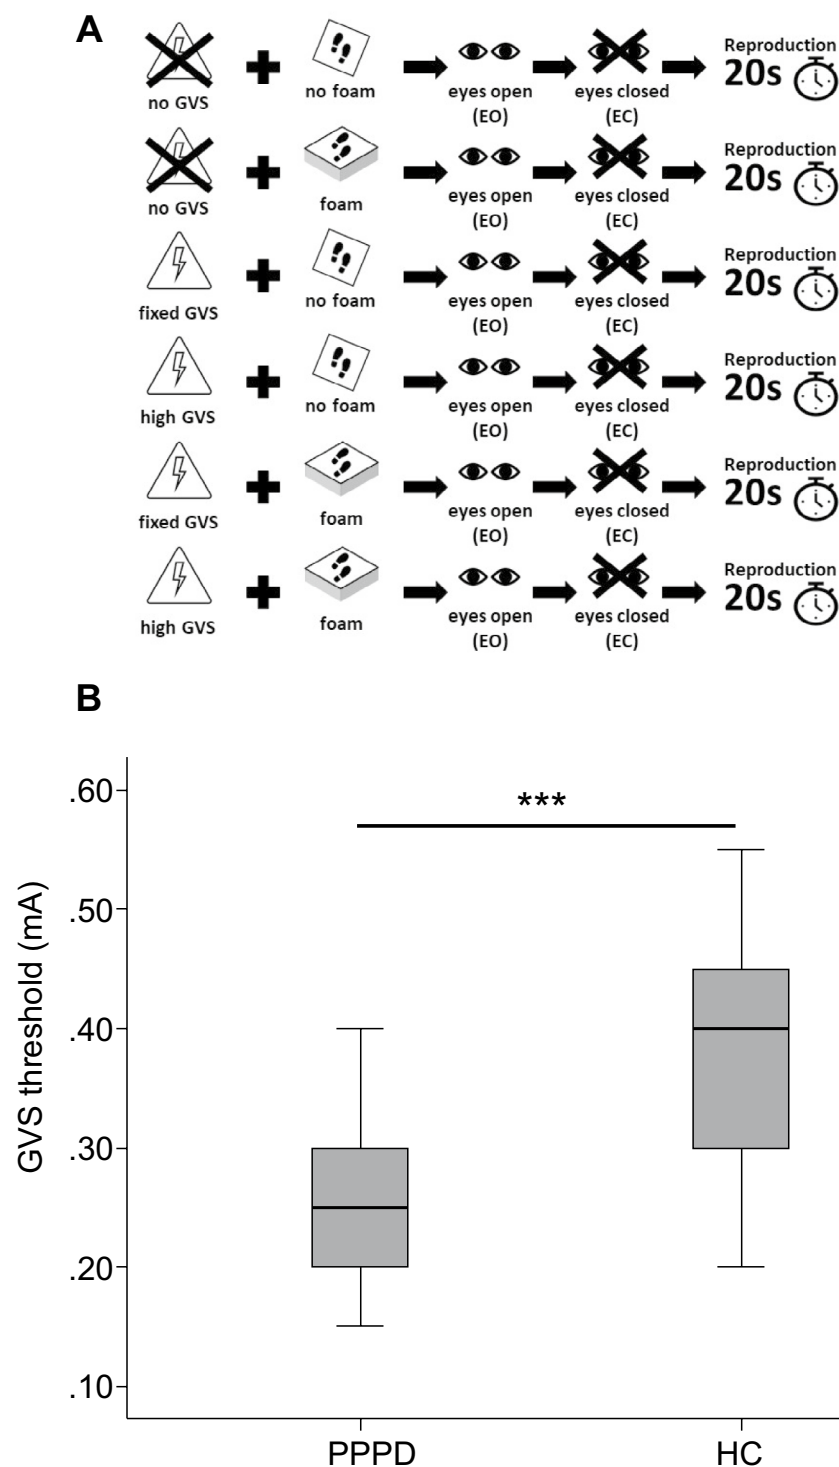 A
no GVS
no foam
eyes open
(EO)
eyes closed
(EC)
Reproduction
20s
no GVS
foam
eyes open
(EO)
eyes closed
(EC)
Reproduction
20s
fixed GVS
no foam
eyes open
(EO)
eyes closed
(EC)
Reproduction
20s
high GVS
no foam
eyes open
(EO)
eyes closed
(EC)
Reproduction
20s
fixed GVS
foam
eyes open
(EO)
eyes closed
(EC)
Reproduction
20s
high GVS
foam
eyes open
(EO)
eyes closed
(EC)
Reproduction
20s
B
GVS threshold (mA)
.60
.50
.40
.30
.20
.10
***
PPPD
HC